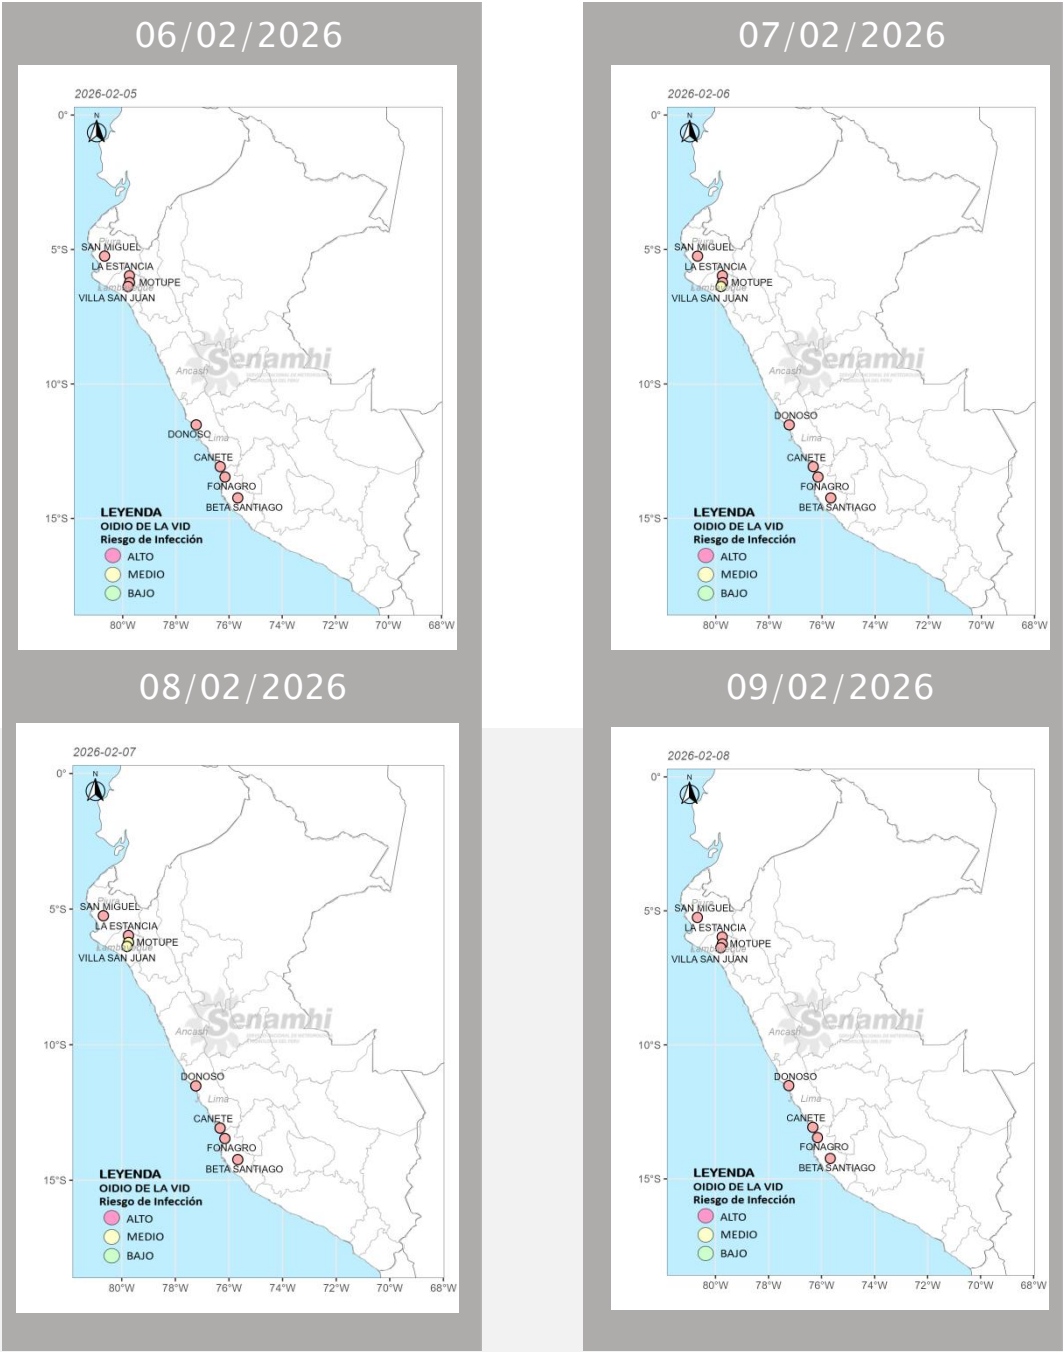 06/02/2026
2026-02-05
N
0°
5°S
10°S
15°S
Piura
SAN MIGUEL
LA ESTANCIA
MOTUPE
Lambayeque
VILLA SAN JUAN
Senamhi
Ancash
DONOSO
Lima
CANETE
FONAGRO
BETA SANTIAGO
LEYENDA
OIDIO DE LA VID
Riesgo de Infección
ALTO
MEDIO
BAJO
80°W 78°W 76°W 74°W 72°W 70°W 68°W
07/02/2026
2026-02-06
N
0°
5°S
10°S
15°S
Piura
SAN MIGUEL
LA ESTANCIA
MOTUPE
Lambayeque
VILLA SAN JUAN
Senamhi
Ancash
DONOSO
Lima
CANETE
FONAGRO
BETA SANTIAGO
LEYENDA
OIDIO DE LA VID
Riesgo de Infección
ALTO
MEDIO
BAJO
80°W 78°W 76°W 74°W 72°W 70°W 68°W
08/02/2026
2026-02-07
N
0°
5°S
10°S
15°S
Piura
SAN MIGUEL
LA ESTANCIA
MOTUPE
Lambayeque
VILLA SAN JUAN
Senamhi
Ancash
DONOSO
Lima
CANETE
FONAGRO
BETA SANTIAGO
LEYENDA
OIDIO DE LA VID
Riesgo de Infección
ALTO
MEDIO
BAJO
80°W 78°W 76°W 74°W 72°W 70°W 68°W
09/02/2026
2026-02-08
N
0°
5°S
10°S
15°S
Piura
SAN MIGUEL
LA ESTANCIA
MOTUPE
Lambayeque
VILLA SAN JUAN
Senamhi
Ancash
DONOSO
Lima
CANETE
FONAGRO
BETA SANTIAGO
LEYENDA
OIDIO DE LA VID
Riesgo de Infección
ALTO
MEDIO
BAJO
80°W 78°W 76°W 74°W 72°W 70°W 68°W